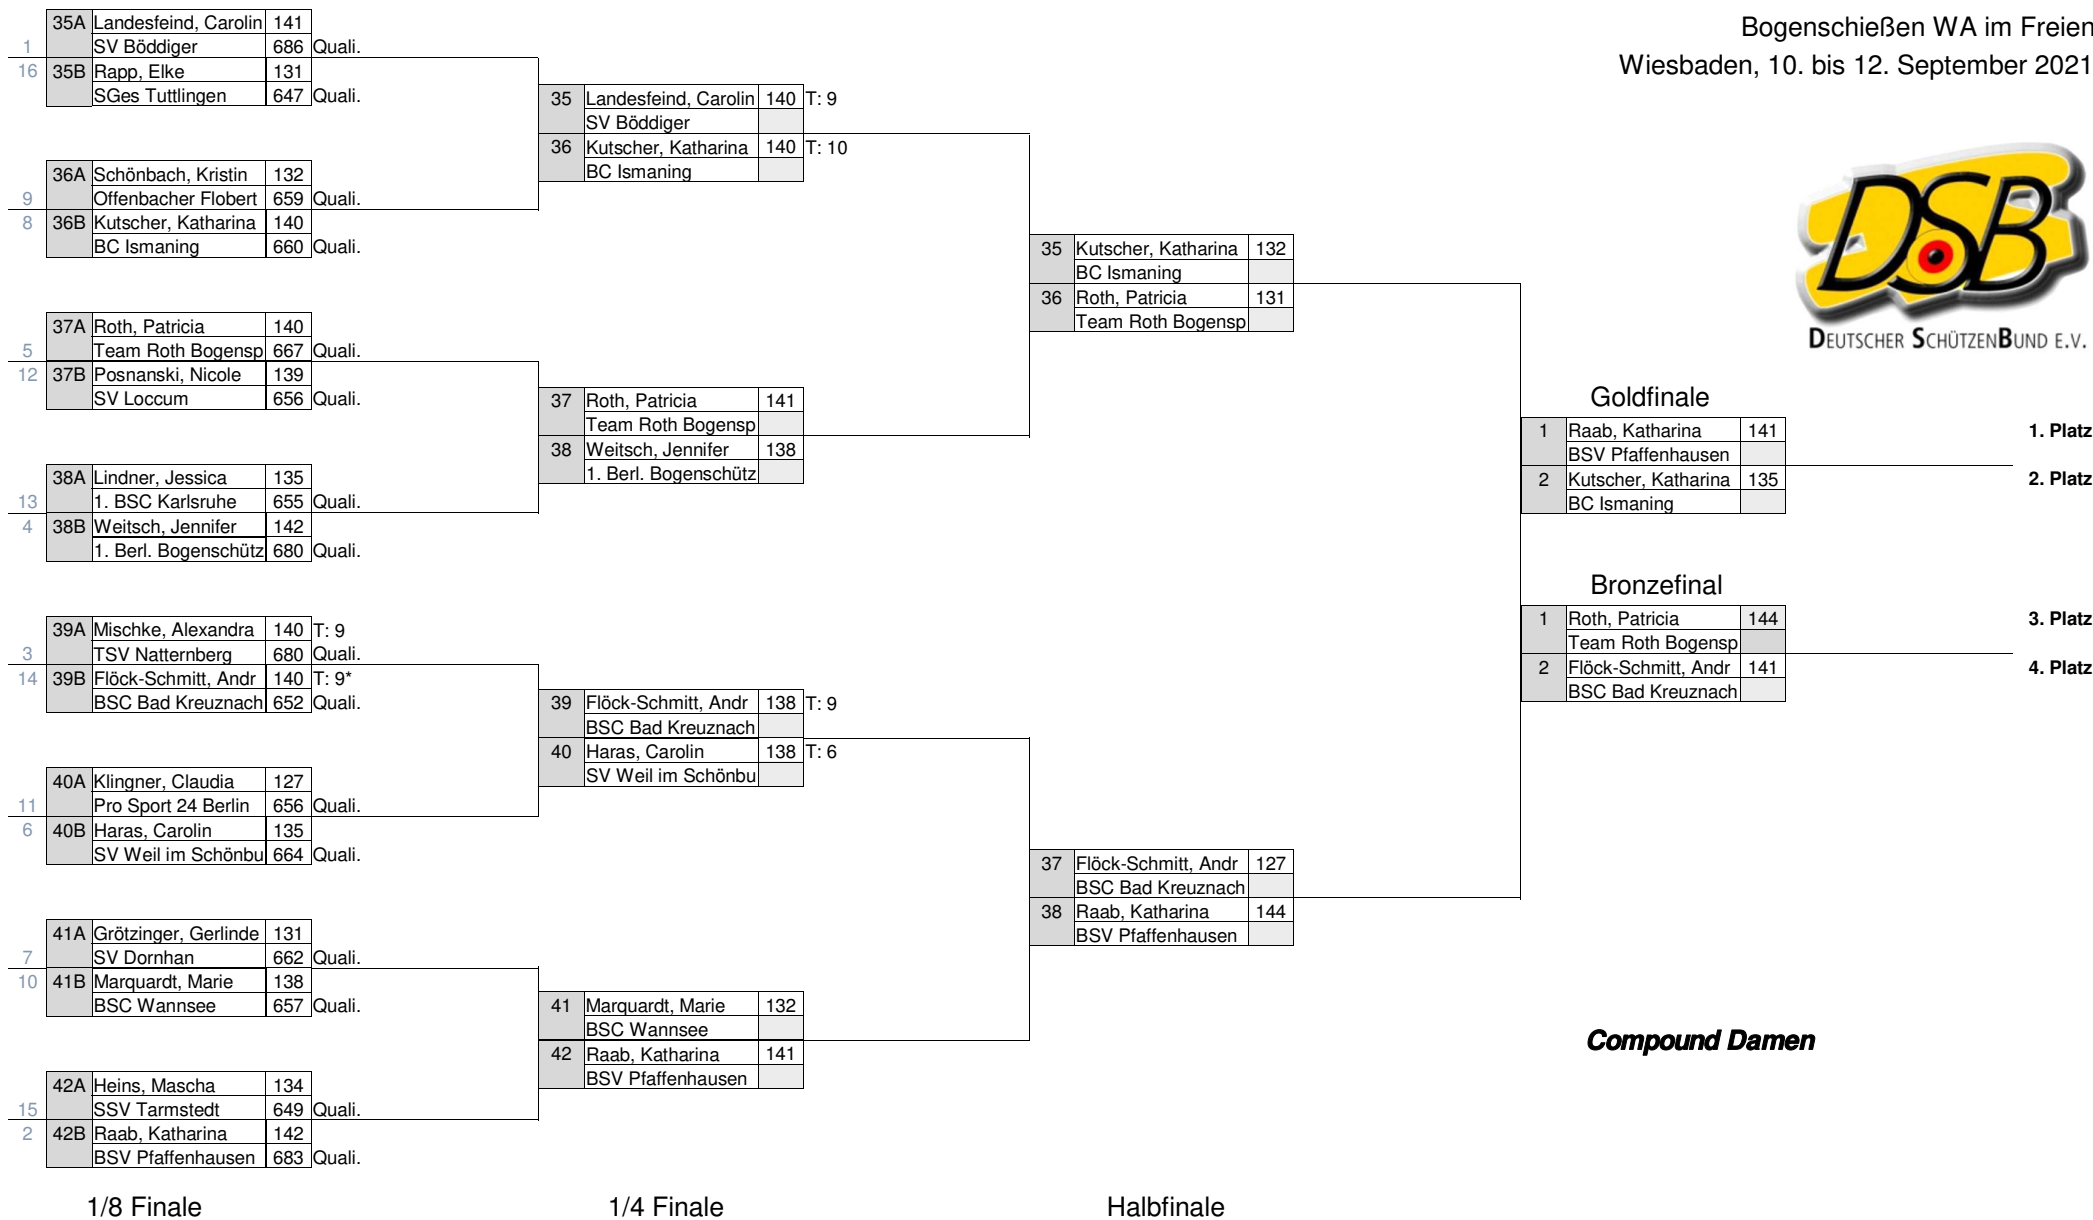 Bogenschießen WA im Freien
Wiesbaden, 10. bis 12. September 2021
DSB
DEUTSCHER SCHÜTZENBUND E.V.
35A Landesfeind, Carolin 141
1 SV Böddiger 686 Quali.
16 35B Rapp, Elke 131
SGes Tuttlingen 647 Quali.
36A Schönbach, Kristin 132
9 Offenbacher Flobert 659 Quali.
8 36B Kutscher, Katharina 140
BC Ismaning 660 Quali.
37A Roth, Patricia 140
5 Team Roth Bogensp 667 Quali.
12 37B Posnanski, Nicole 139
SV Loccum 656 Quali.
38A Lindner, Jessica 135
13 1. BSC Karlsruhe 655 Quali.
4 38B Weitsch, Jennifer 142
1. Berl. Bogenschütz 680 Quali.
39A Mischke, Alexandra 140 T: 9
3 TSV Natternberg 680 Quali.
14 39B Flöck-Schmitt, Andr 140 T: 9*
BSC Bad Kreuznach 652 Quali.
40A Klingner, Claudia 127
11 Pro Sport 24 Berlin 656 Quali.
6 40B Haras, Carolin 135
SV Weil im Schönbu 664 Quali.
41A Grötzinger, Gerlinde 131
7 SV Dornhan 662 Quali.
10 41B Marquardt, Marie 138
BSC Wannsee 657 Quali.
42A Heins, Mascha 134
15 SSV Tarmstedt 649 Quali.
2 42B Raab, Katharina 142
BSV Pfaffenhausen 683 Quali.
1/8 Finale
35 Landesfeind, Carolin 140 T: 9
SV Böddiger
36 Kutscher, Katharina 140 T: 10
BC Ismaning
37 Roth, Patricia 141
Team Roth Bogensp
38 Weitsch, Jennifer 138
1. Berl. Bogenschütz
39 Flöck-Schmitt, Andr 138 T: 9
BSC Bad Kreuznach
40 Haras, Carolin 138 T: 6
SV Weil im Schönbu
41 Marquardt, Marie 132
BSC Wannsee
42 Raab, Katharina 141
BSV Pfaffenhausen
1/4 Finale
35 Kutscher, Katharina 132
BC Ismaning
36 Roth, Patricia 131
Team Roth Bogensp
37 Flöck-Schmitt, Andr 127
BSC Bad Kreuznach
38 Raab, Katharina 144
BSV Pfaffenhausen
Halbfinale
Goldfinale
1 Raab, Katharina 141 1. Platz
BSV Pfaffenhausen
2 Kutscher, Katharina 135 2. Platz
BC Ismaning
Bronzefinal
1 Roth, Patricia 144 3. Platz
Team Roth Bogensp
2 Flöck-Schmitt, Andr 141 4. Platz
BSC Bad Kreuznach
Compound Damen